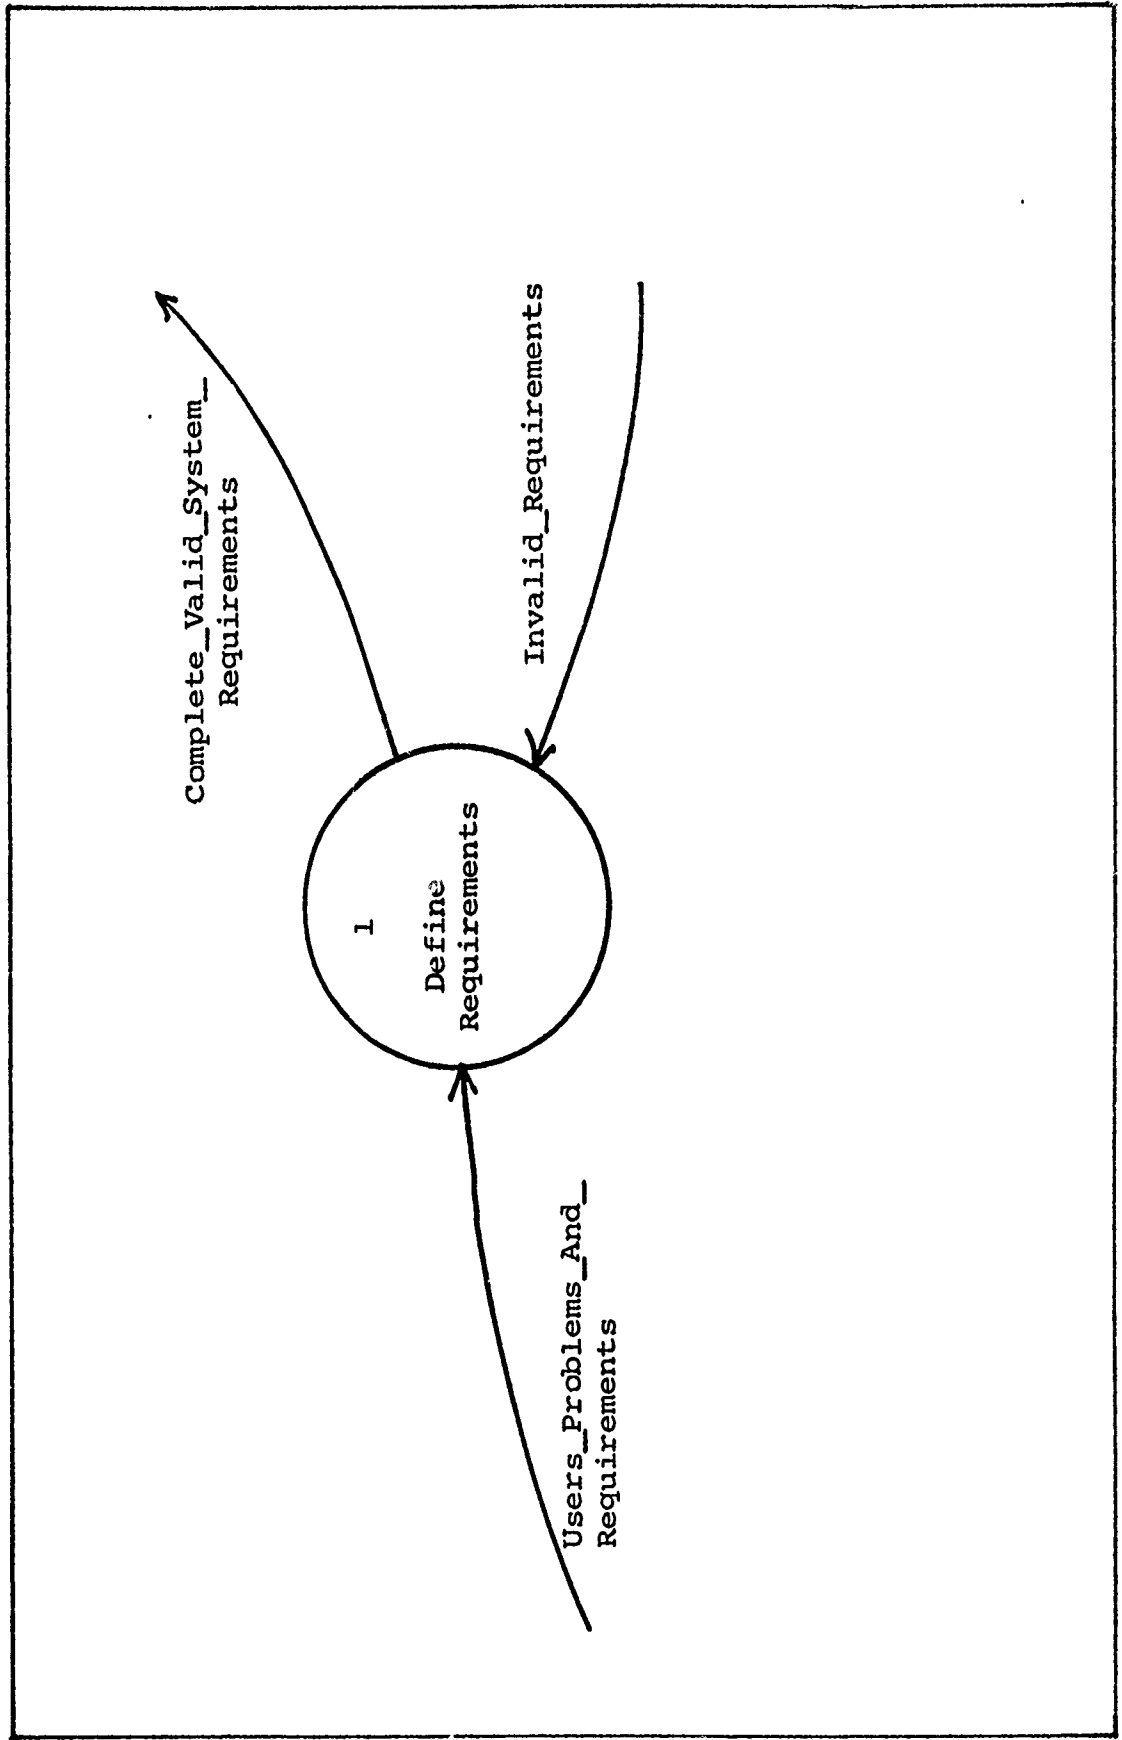 Complete_Valid_System_
Requirements
1
Define
Requirements
Invalid_Requirements
Users_Problems_And_
Requirements